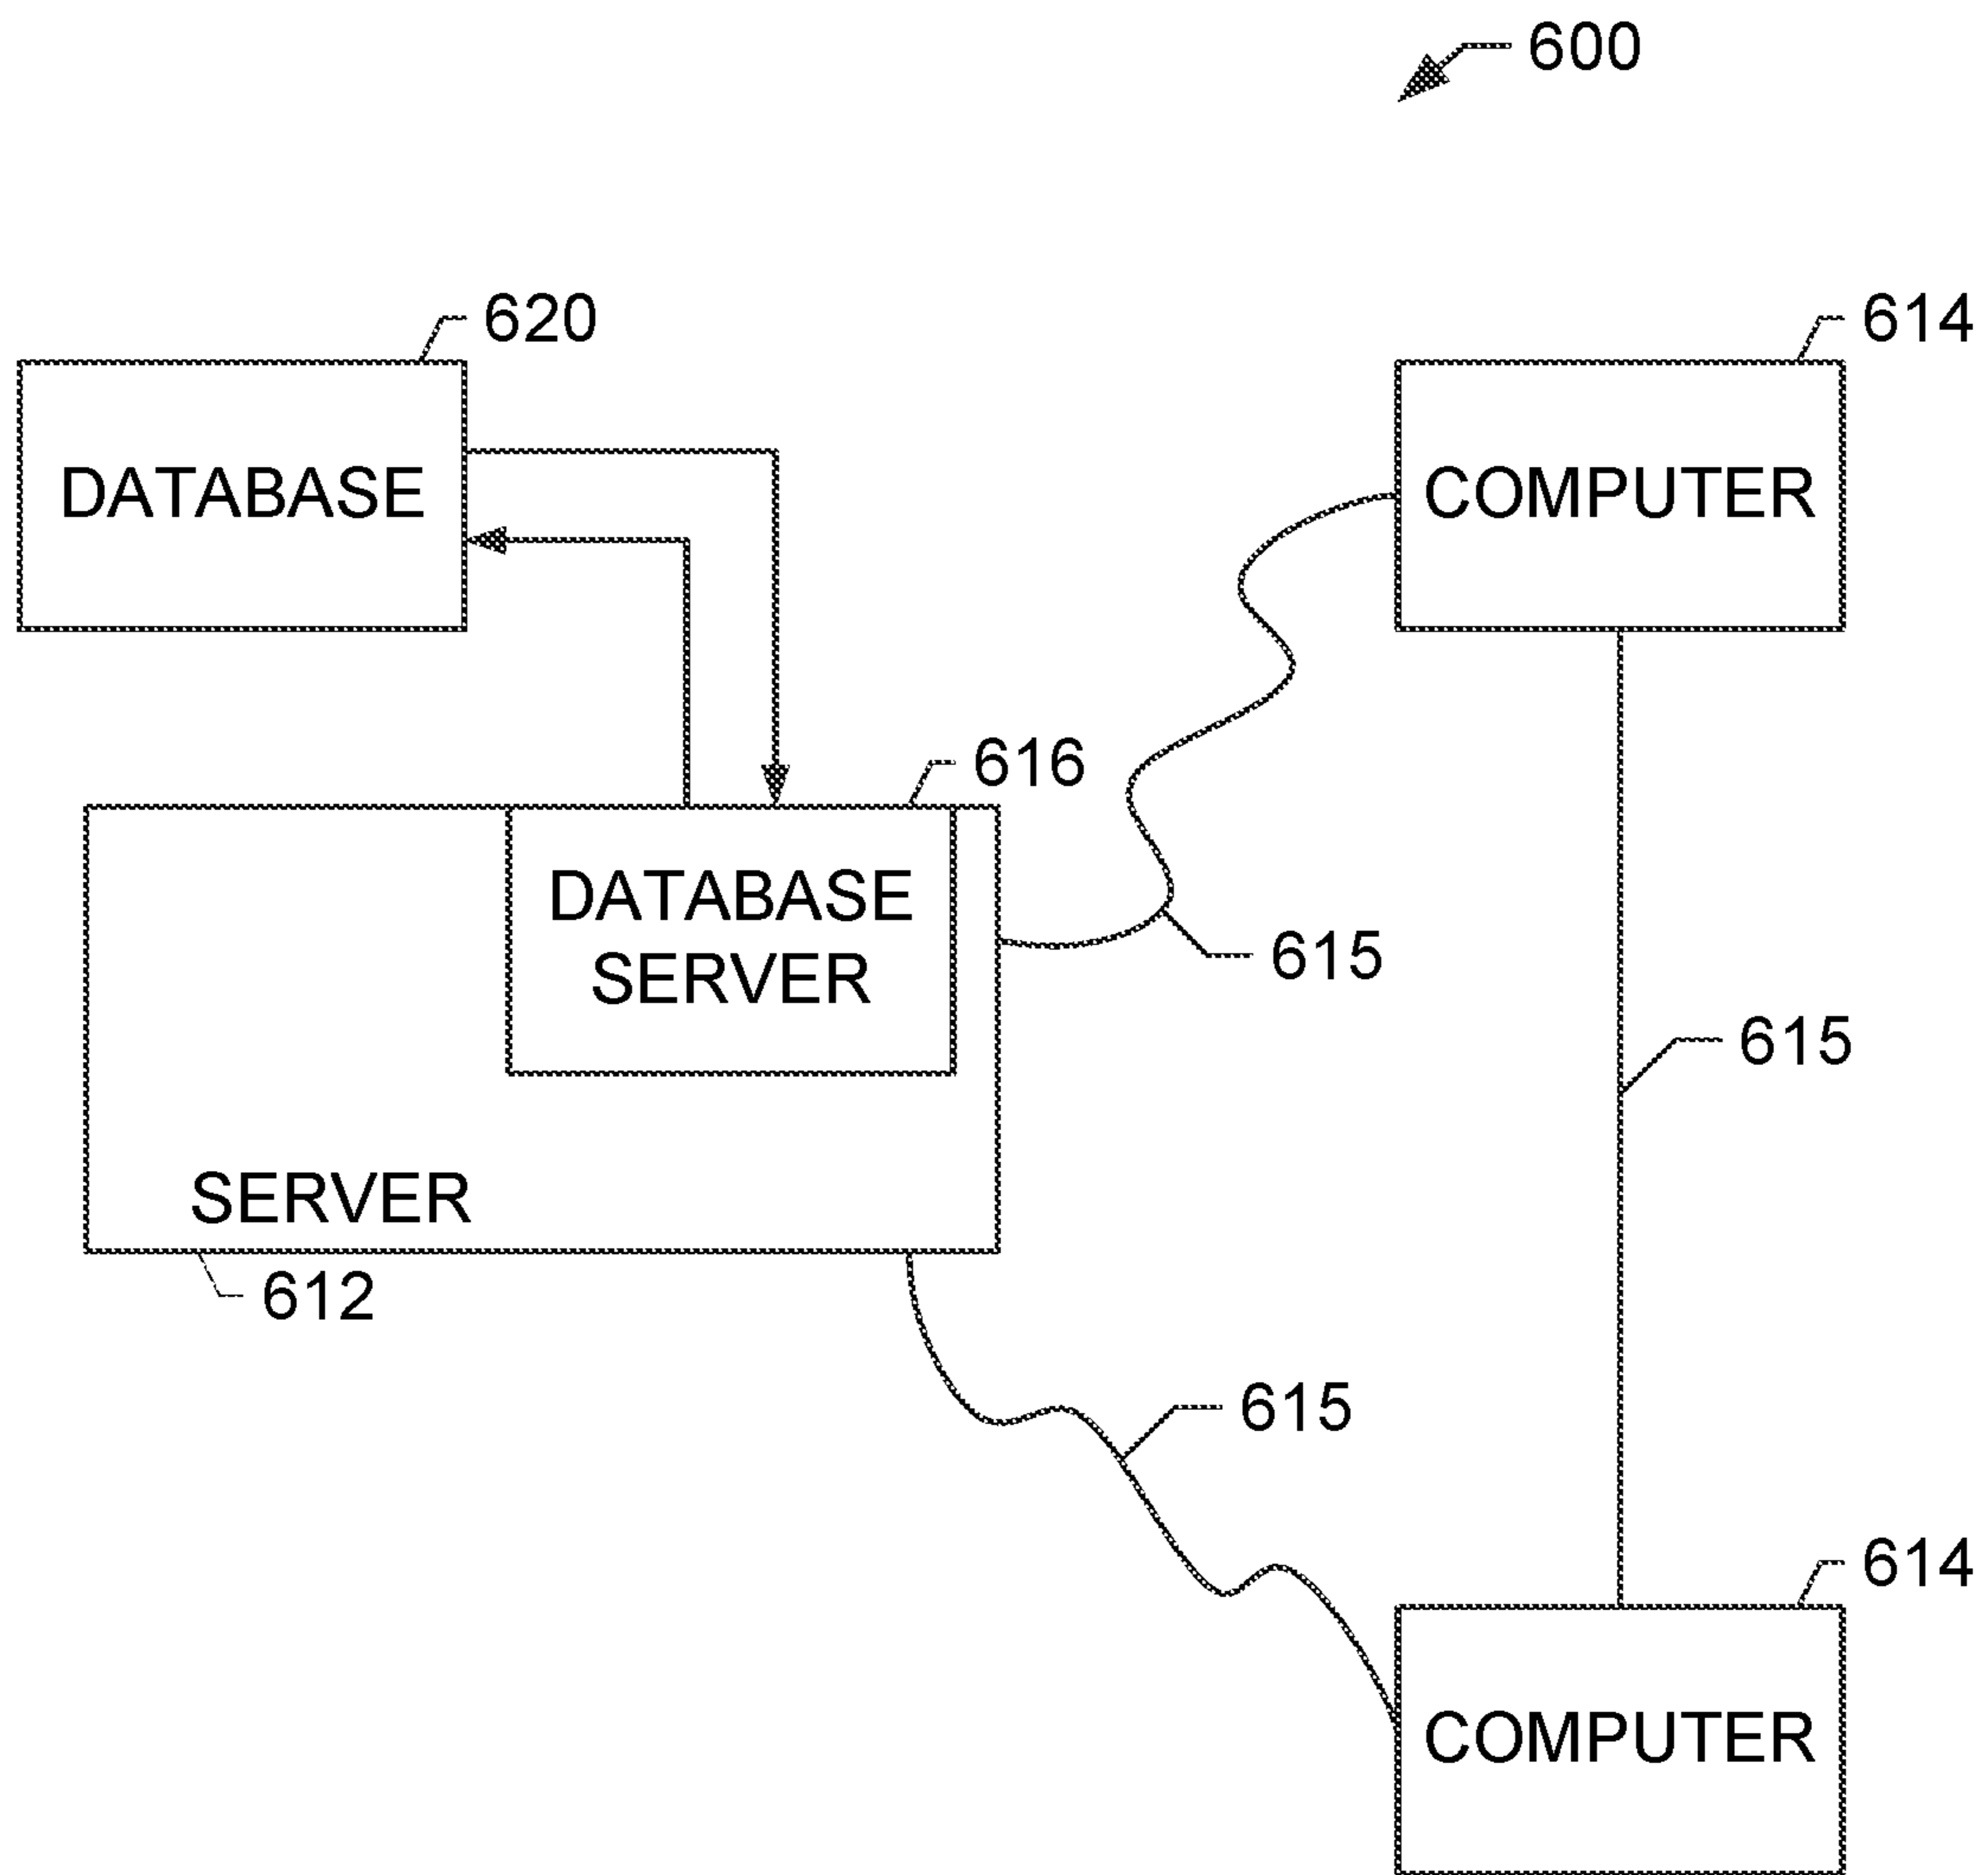 600
620
614
DATABASE
COMPUTER
616
DATABASE
SERVER
615
615
SERVER
612
615
614
COMPUTER